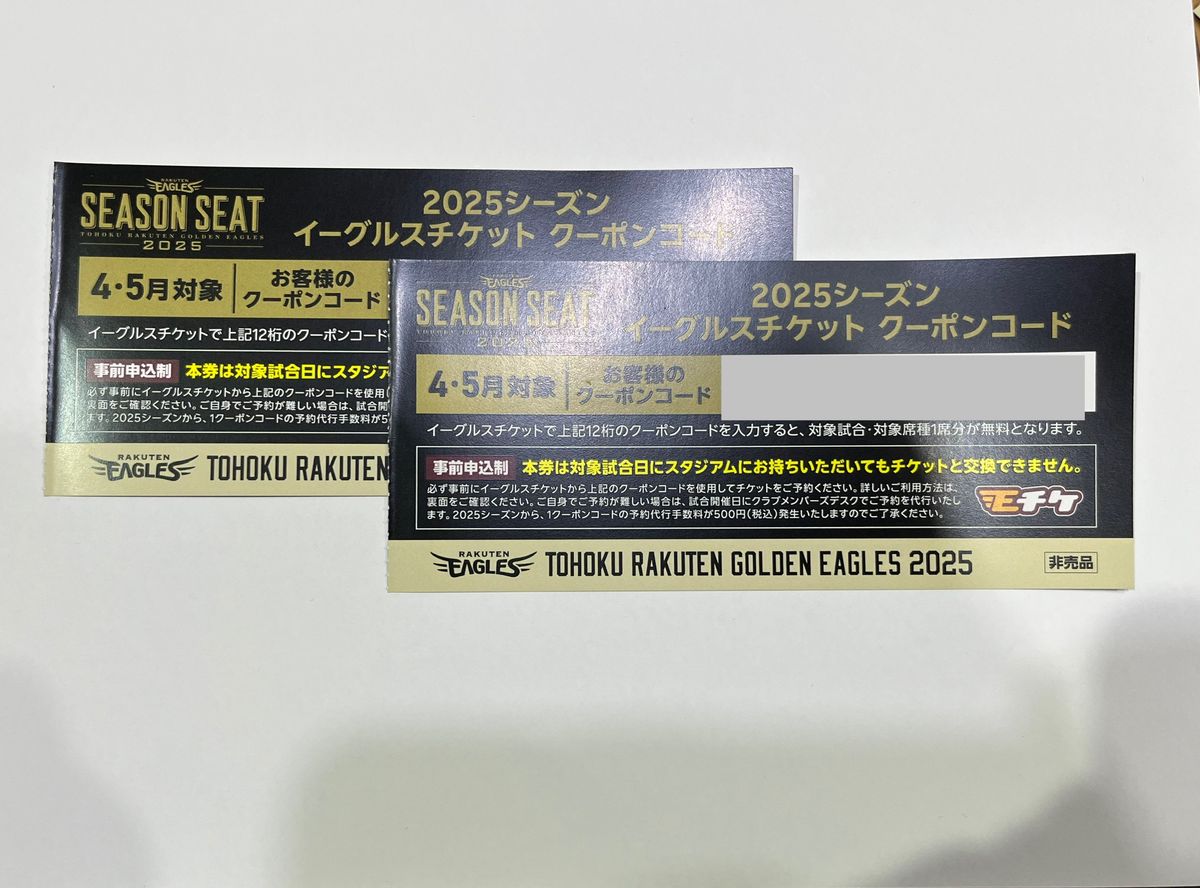 RAKUTEN
EAGLES
SEASON SEAT
TOHOKU RAKUTEN GOLDEN EAGLES
2025
2025シーズン
イーグルスチケット クーポンコード
4・5月対象
お客様の
クーポンコード
イーグルスチケットで上記12桁のクーポンコード
事前申込制 本券は対象試合日にスタジア
必ず事前にイーグルスチケットから上記のクーポンコードを使用
裏面をご確認ください。ご自身でご予約が難しい場合は、試合開
ます。2025シーズンから、1クーポンコードの予約代行手数料が5
RAKUTEN
EAGLES
TOHOKU RAKUTEN
EAGLES
SEASON SEAT
2025
2025シーズン
イーグルスチケット クーポンコード
4・5月対象
お客様の
クーポンコード
イーグルスチケットで上記12桁のクーポンコードを入力すると、対象試合・対象席種1席分が無料となります。
事前申込制 本券は対象試合日にスタジアムにお持ちいただいてもチケットと交換できません。
必ず事前にイーグルスチケットから上記のクーポンコードを使用してチケットをご予約ください。詳しいご利用方法は、
裏面をご確認ください。ご自身でご予約が難しい場合は、試合開催日にクラブメンバーズデスクでご予約を代行いたし
ます。2025シーズンから、1クーポンコードの予約代行手数料が500円(税込)発生いたしますのでご了承ください。
Eチケ
RAKUTEN
EAGLES
TOHOKU RAKUTEN GOLDEN EAGLES 2025
非売品